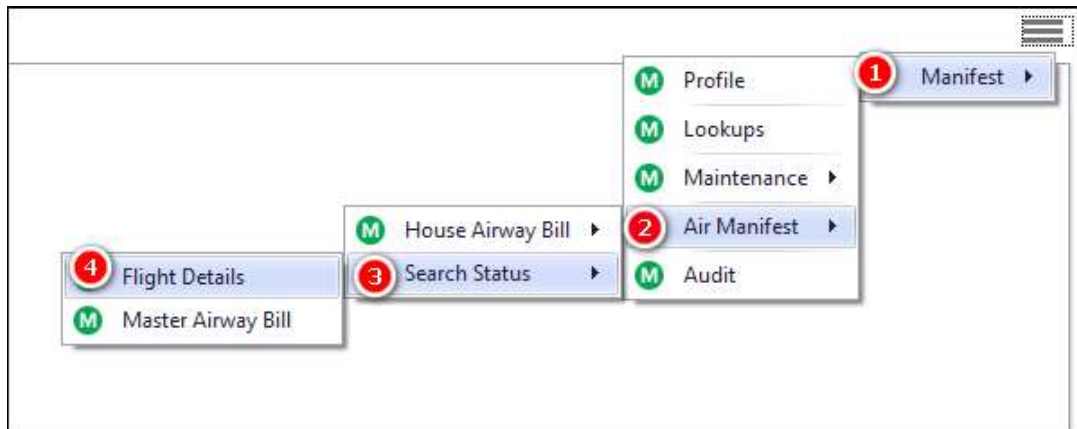 1 Manifest
M Profile
M Lookups
M Maintenance
2 Air Manifest
M Audit
M House Airway Bill
3 Search Status
4 Flight Details
M Master Airway Bill